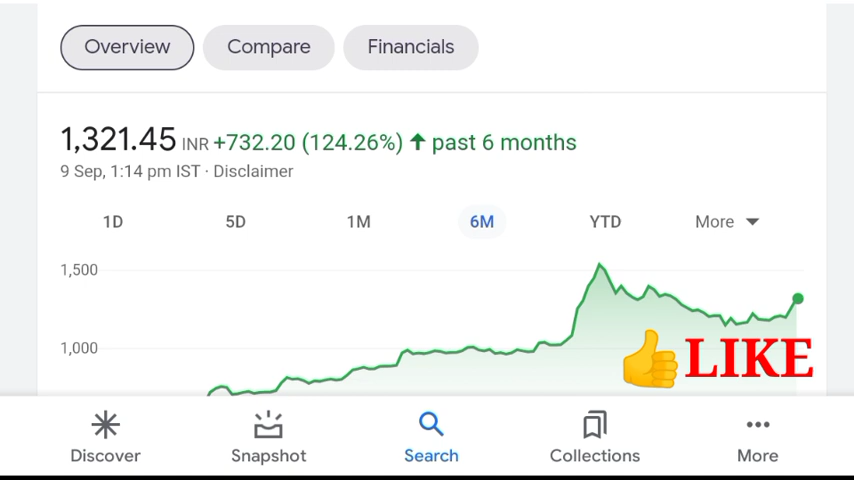 Overview Compare Financials
1,321.45 INR +732.20 (124.26%) ↑ past 6 months
9 Sep, 1:14 pm IST · Disclaimer
1D 5D 1M 6M YTD More
1,500
1,000
LIKE
Discover Snapshot Search Collections More